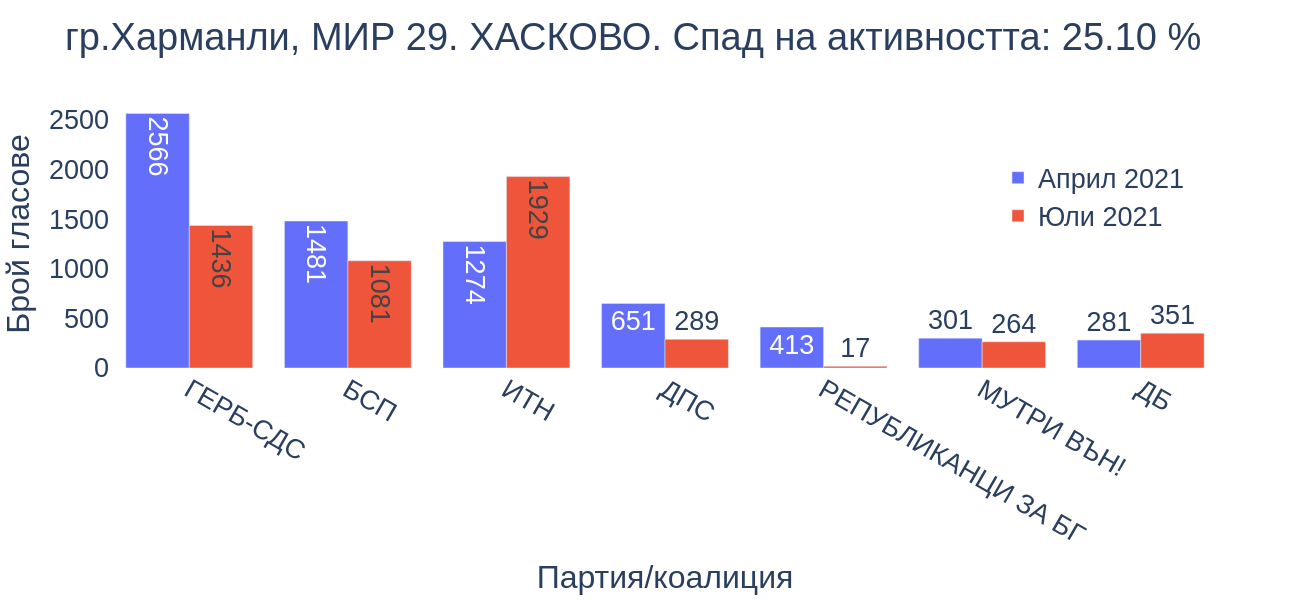 гр.Харманли, МИР 29. ХАСКОВО. Спад на активността: 25.10 %
Брой гласове
2500
2000
1500
1000
500
0
2566
1436
1481
1081
1274
1929
651
289
413
17
301
264
281
351
Април 2021
Юли 2021
ГЕРБ-СДС
БСП
ИТН
ДПС
РЕПУБЛИКАНЦИ ЗА БГ
МУТРИ ВЪН!
ДБ
Партия/коалиция